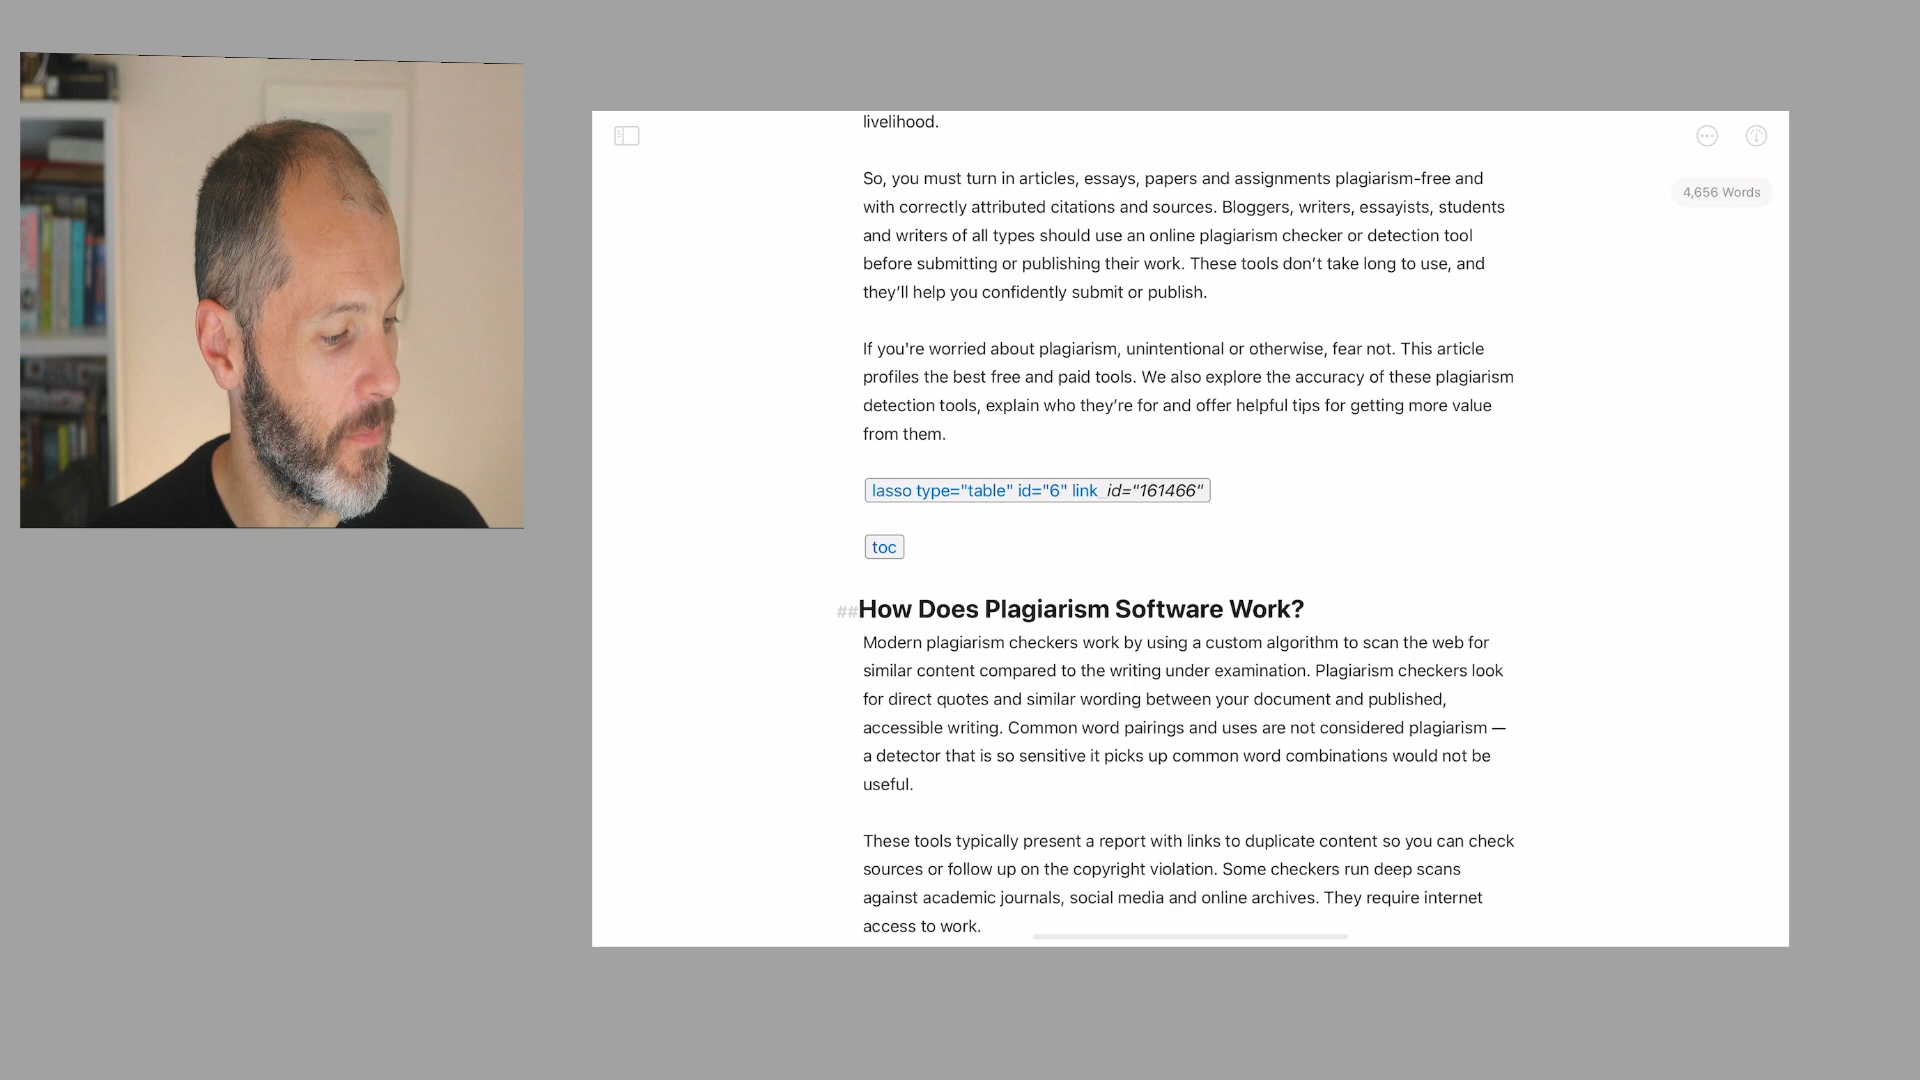 livelihood.
4,656 Words
So, you must turn in articles, essays, papers and assignments plagiarism-free and
with correctly attributed citations and sources. Bloggers, writers, essayists, students
and writers of all types should use an online plagiarism checker or detection tool
before submitting or publishing their work. These tools don’t take long to use, and
they’ll help you confidently submit or publish.
If you're worried about plagiarism, unintentional or otherwise, fear not. This article
profiles the best free and paid tools. We also explore the accuracy of these plagiarism
detection tools, explain who they’re for and offer helpful tips for getting more value
from them.
lasso type="table" id="6" link_id="161466"
toc
##How Does Plagiarism Software Work?
Modern plagiarism checkers work by using a custom algorithm to scan the web for
similar content compared to the writing under examination. Plagiarism checkers look
for direct quotes and similar wording between your document and published,
accessible writing. Common word pairings and uses are not considered plagiarism —
a detector that is so sensitive it picks up common word combinations would not be
useful.
These tools typically present a report with links to duplicate content so you can check
sources or follow up on the copyright violation. Some checkers run deep scans
against academic journals, social media and online archives. They require internet
access to work.